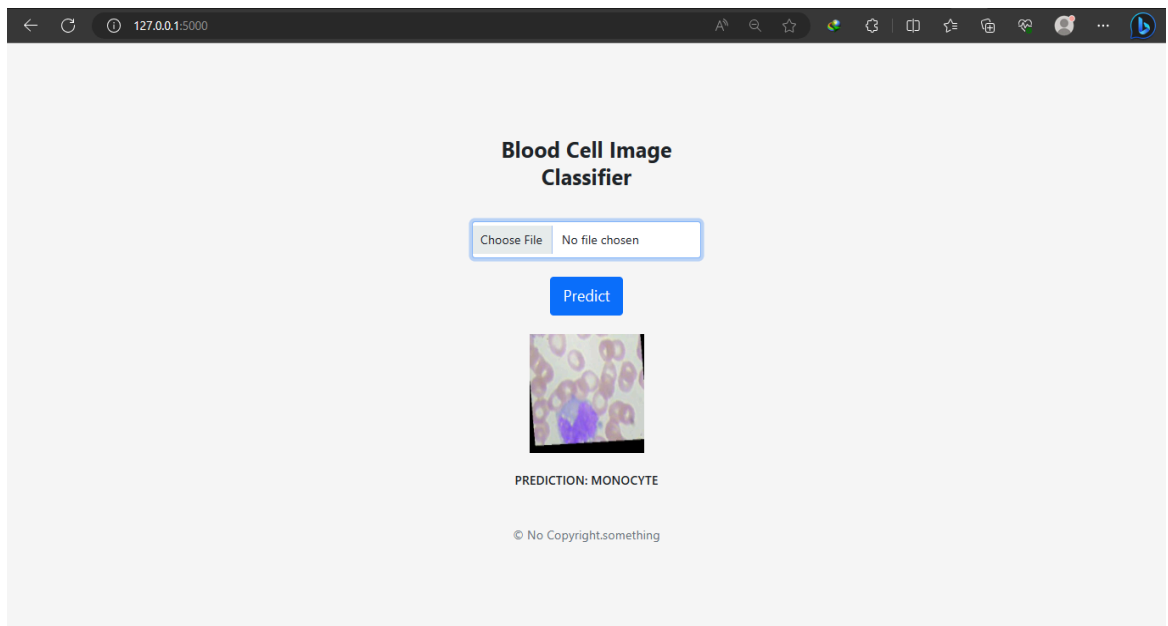 127.0.0.1:5000
Blood Cell Image
Classifier
Choose File No file chosen
Predict
PREDICTION: MONOCYTE
© No Copyright.something